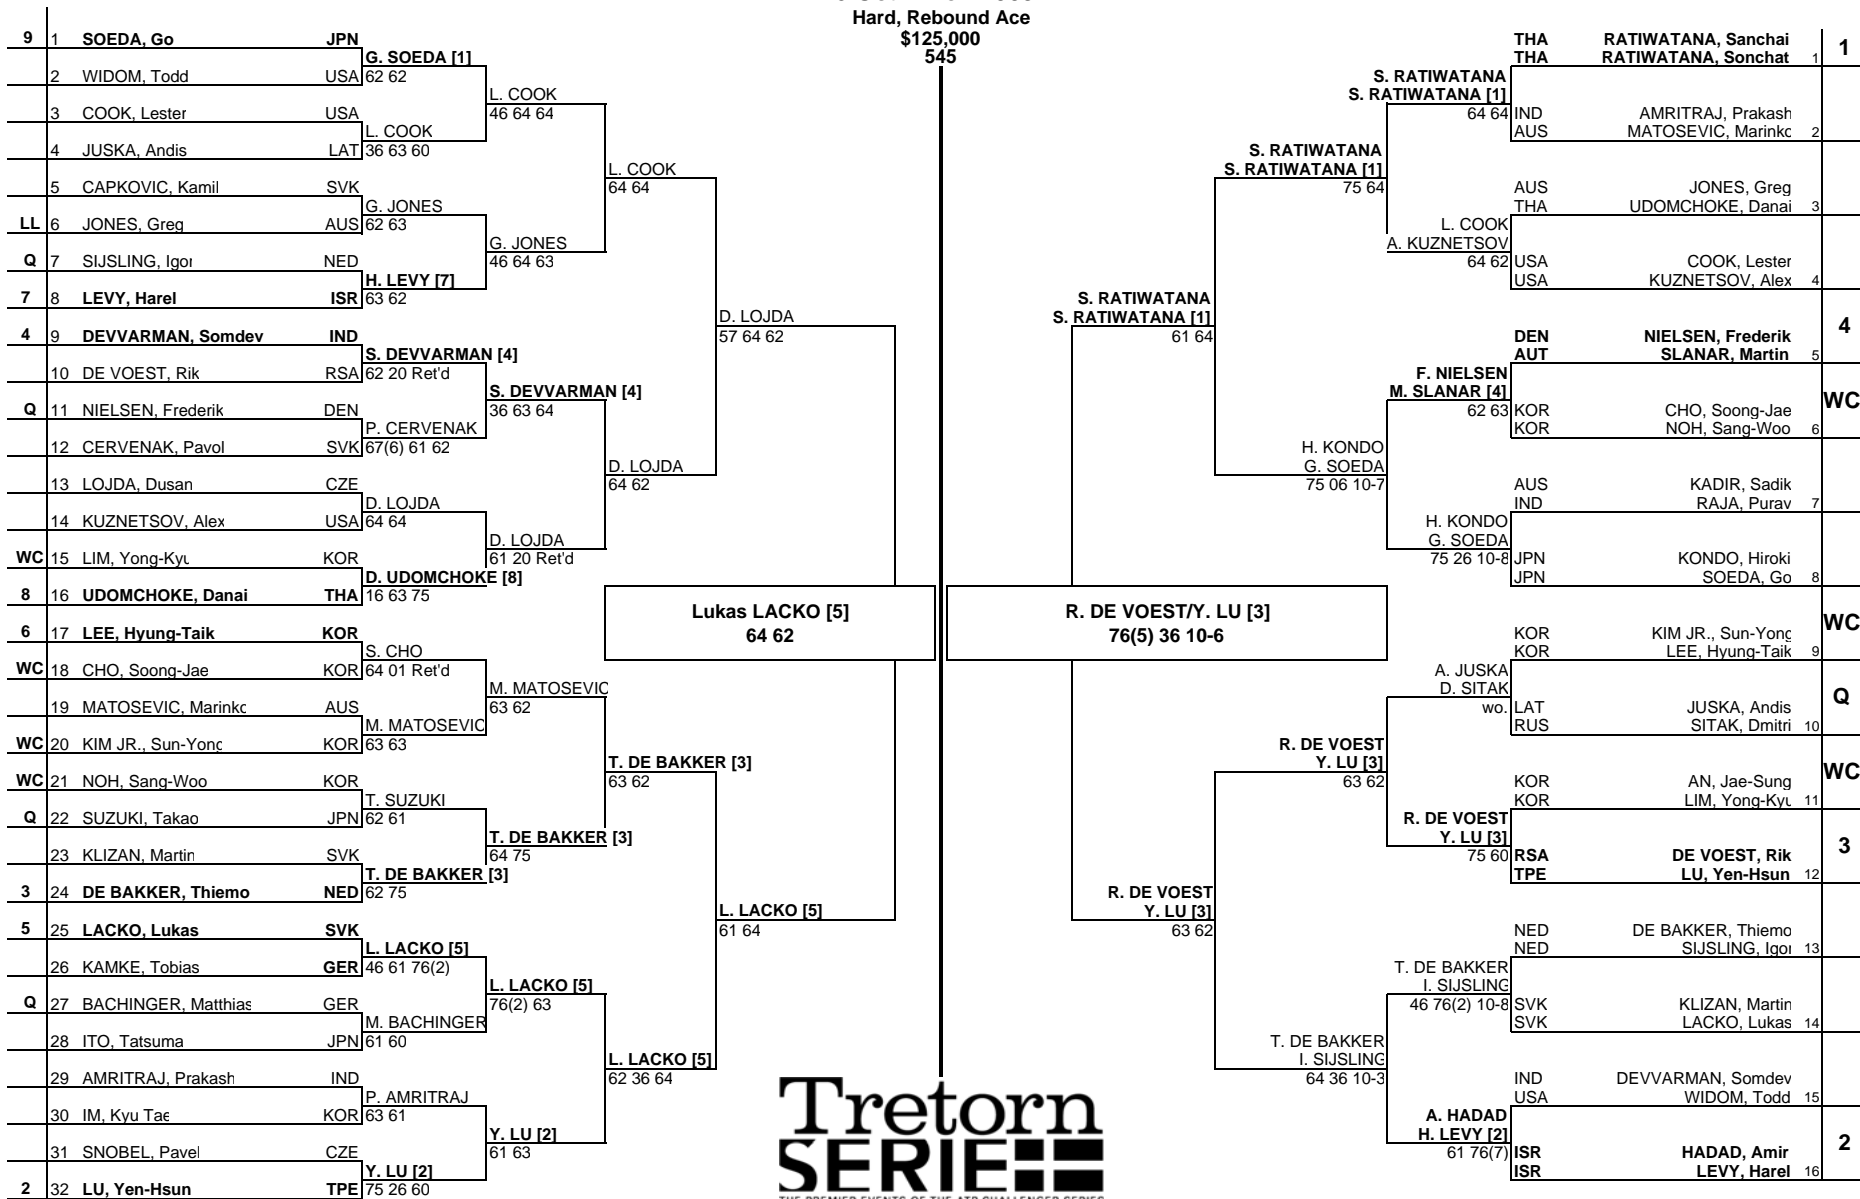 Hard, Rebound Ace
$125,000
545
9 1 SOEDA, Go JPN
G. SOEDA [1]
2 WIDOM, Todd USA 62 62
L. COOK
3 COOK, Lester USA 46 64 64
L. COOK
4 JUSKA, Andis LAT 36 63 60
L. COOK
5 CAPKOVIC, Kamil SVK 64 64
G. JONES
LL 6 JONES, Greg AUS 62 63
G. JONES
Q 7 SIJSLING, Igor NED 46 64 63
H. LEVY [7]
7 8 LEVY, Harel ISR 63 62
D. LOJDA
4 9 DEVVARMAN, Somdev IND 57 64 62
S. DEVVARMAN [4]
10 DE VOEST, Rik RSA 62 20 Ret'd
S. DEVVARMAN [4]
Q 11 NIELSEN, Frederik DEN 36 63 64
P. CERVENAK
12 CERVENAK, Pavol SVK 67(6) 61 62
D. LOJDA
13 LOJDA, Dusan CZE 64 62
D. LOJDA
14 KUZNETSOV, Alex USA 64 64
D. LOJDA
WC 15 LIM, Yong-Kyu KOR 61 20 Ret'd
D. UDOMCHOKE [8]
8 16 UDOMCHOKE, Danai THA 16 63 75
Lukas LACKO [5]
64 62
6 17 LEE, Hyung-Taik KOR
S. CHO
WC 18 CHO, Soong-Jae KOR 64 01 Ret'd
M. MATOSEVIC
19 MATOSEVIC, Marinkc AUS 63 62
M. MATOSEVIC
WC 20 KIM JR., Sun-Yong KOR 63 63
T. DE BAKKER [3]
WC 21 NOH, Sang-Woo KOR 63 62
T. SUZUKI
Q 22 SUZUKI, Takao JPN 62 61
T. DE BAKKER [3]
23 KLIZAN, Martin SVK 64 75
T. DE BAKKER [3]
3 24 DE BAKKER, Thiemo NED 62 75
L. LACKO [5]
5 25 LACKO, Lukas SVK 61 64
L. LACKO [5]
26 KAMKE, Tobias GER 46 61 76(2)
L. LACKO [5]
Q 27 BACHINGER, Matthias GER 76(2) 63
M. BACHINGER
28 ITO, Tatsuma JPN 61 60
L. LACKO [5]
29 AMRITRAJ, Prakash IND 62 36 64
P. AMRITRAJ
30 IM, Kyu Tae KOR 63 61
Y. LU [2]
31 SNOBEL, Pavel CZE 61 63
Y. LU [2]
2 32 LU, Yen-Hsun TPE 75 26 60
THA RATIWATANA, Sanchai 1
THA RATIWATANA, Sonchat 1
S. RATIWATANA
S. RATIWATANA [1]
64 64 IND AMRITRAJ, Prakash
AUS MATOSEVIC, Marinkc 2
S. RATIWATANA
S. RATIWATANA [1]
75 64
AUS JONES, Greg
THA UDOMCHOKE, Danai 3
L. COOK
A. KUZNETSOV
64 62 USA COOK, Lester
USA KUZNETSOV, Alex 4
S. RATIWATANA
S. RATIWATANA [1]
61 64
4
DEN NIELSEN, Frederik
AUT SLANAR, Martin 5
F. NIELSEN
M. SLANAR [4]
WC
62 63 KOR CHO, Soong-Jae
KOR NOH, Sang-Woo 6
H. KONDO
G. SOEDA
75 06 10-7
AUS KADIR, Sadik
IND RAJA, Purav 7
H. KONDO
G. SOEDA
75 26 10-8 JPN KONDO, Hiroki
JPN SOEDA, Go 8
R. DE VOEST/Y. LU [3]
76(5) 36 10-6
WC
KOR KIM JR., Sun-Yong
KOR LEE, Hyung-Taik 9
A. JUSKA
D. SITAK
Q
wo. LAT JUSKA, Andis
RUS SITAK, Dmitri 10
R. DE VOEST
Y. LU [3]
63 62
WC
KOR AN, Jae-Sung
KOR LIM, Yong-Kyu 11
R. DE VOEST
Y. LU [3]
3
75 60 RSA DE VOEST, Rik
TPE LU, Yen-Hsun 12
R. DE VOEST
Y. LU [3]
63 62
NED DE BAKKER, Thiemo
NED SIJSLING, Igor 13
T. DE BAKKER
I. SIJSLING
46 76(2) 10-8 SVK KLIZAN, Martin
SVK LACKO, Lukas 14
T. DE BAKKER
I. SIJSLING
64 36 10-3
IND DEVVARMAN, Somdev
USA WIDOM, Todd 15
A. HADAD
H. LEVY [2]
2
61 76(7) ISR HADAD, Amir
ISR LEVY, Harel 16
Tretorn
SERIE
THE PREMIER EVENTS OF THE ATP CHALLENGER SERIES